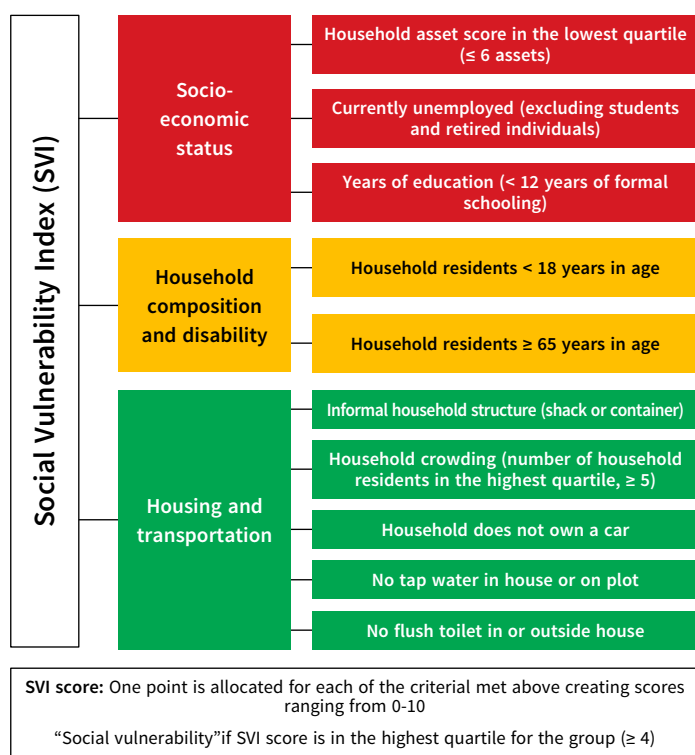 Social Vulnerability Index (SVI)
Socio-
economic
status
Household asset score in the lowest quartile
(≤ 6 assets)
Currently unemployed (excluding students
and retired individuals)
Years of education (< 12 years of formal
schooling)
Household
composition
and disability
Household residents < 18 years in age
Household residents ≥ 65 years in age
Housing and
transportation
Informal household structure (shack or container)
Household crowding (number of household
residents in the highest quartile, ≥ 5)
Household does not own a car
No tap water in house or on plot
No flush toilet in or outside house
SVI score: One point is allocated for each of the criterial met above creating scores
ranging from 0-10
“Social vulnerability”if SVI score is in the highest quartile for the group (≥ 4)